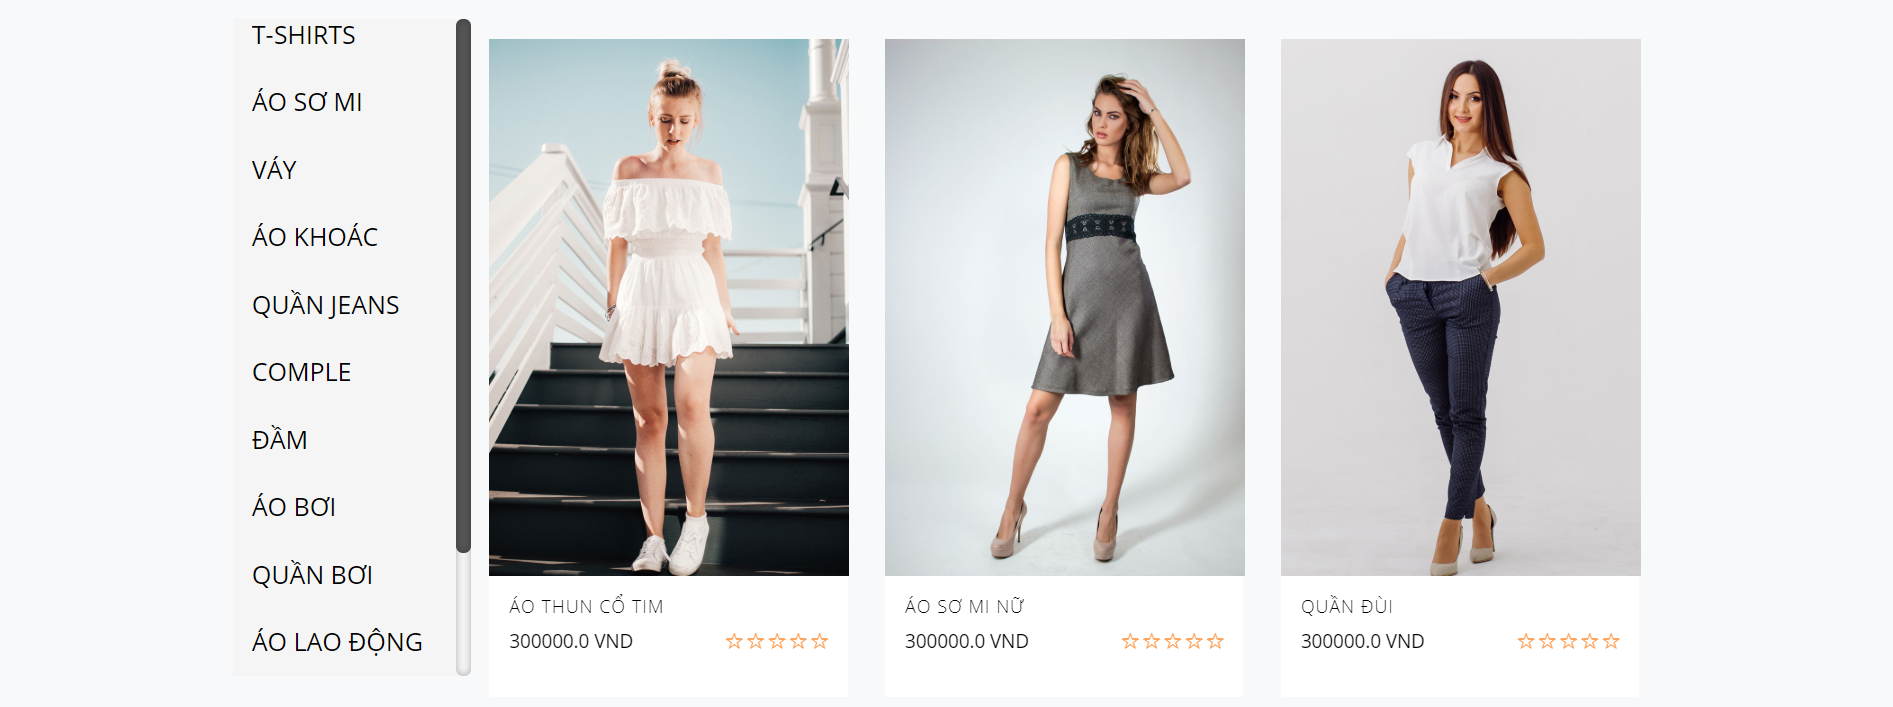 T-SHIRTS
ÁO SƠ MI
VÁY
ÁO KHOÁC
QUẦN JEANS
COMPLE
ĐẦM
ÁO BƠI
QUẦN BƠI
ÁO LAO ĐỘNG
ÁO THUN CỔ TIM
300000.0 VND
ÁO SƠ MI NỮ
300000.0 VND
QUẦN ĐÙI
300000.0 VND